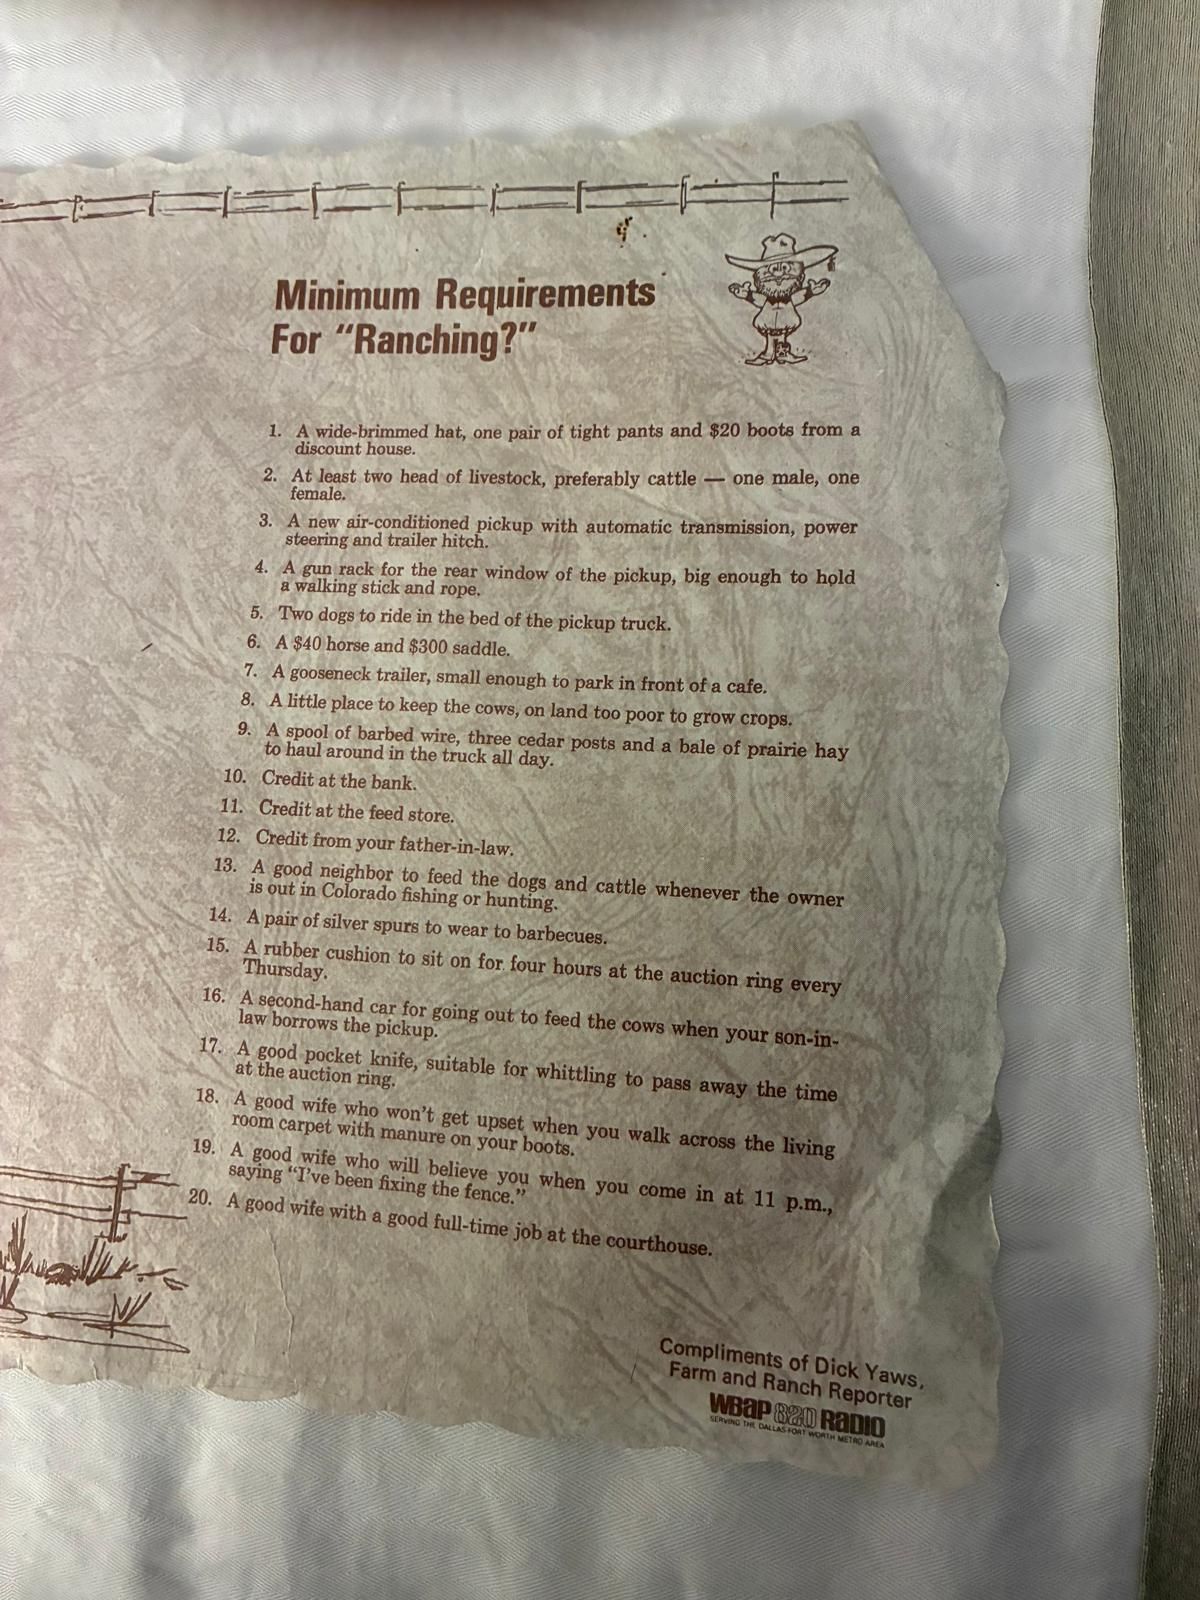 Minimum Requirements
For "Ranching?"
1. A wide-brimmed hat, one pair of tight pants and $20 boots from a
discount house.
2. At least two head of livestock, preferably cattle — one male, one
female.
3. A new air-conditioned pickup with automatic transmission, power
steering and trailer hitch.
4. A gun rack for the rear window of the pickup, big enough to hold
a walking stick and rope.
5. Two dogs to ride in the bed of the pickup truck.
6. A $40 horse and $300 saddle.
7. A gooseneck trailer, small enough to park in front of a cafe.
8. A little place to keep the cows, on land too poor to grow crops.
9. A spool of barbed wire, three cedar posts and a bale of prairie hay
to haul around in the truck all day.
10. Credit at the bank.
11. Credit at the feed store.
12. Credit from your father-in-law.
13. A good neighbor to feed the dogs and cattle whenever the owner
is out in Colorado fishing or hunting.
14. A pair of silver spurs to wear to barbecues.
15. A rubber cushion to sit on for four hours at the auction ring every
Thursday.
16. A second-hand car for going out to feed the cows when your son-in-
law borrows the pickup.
17. A good pocket knife, suitable for whittling to pass away the time
at the auction ring.
18. A good wife who won't get upset when you walk across the living
room carpet with manure on your boots.
19. A good wife who will believe you when you come in at 11 p.m.,
saying "I've been fixing the fence."
20. A good wife with a good full-time job at the courthouse.
Compliments of Dick Yaws,
Farm and Ranch Reporter
WBAP 820 RADIO
SERVING THE DALLAS-FORT WORTH METRO AREA